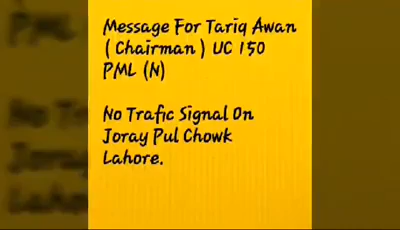 Message For Tariq Awan
( Chairman ) UC 150
PML (N)
No Trafic Signal On
Joray Pul Chowk
Lahore.